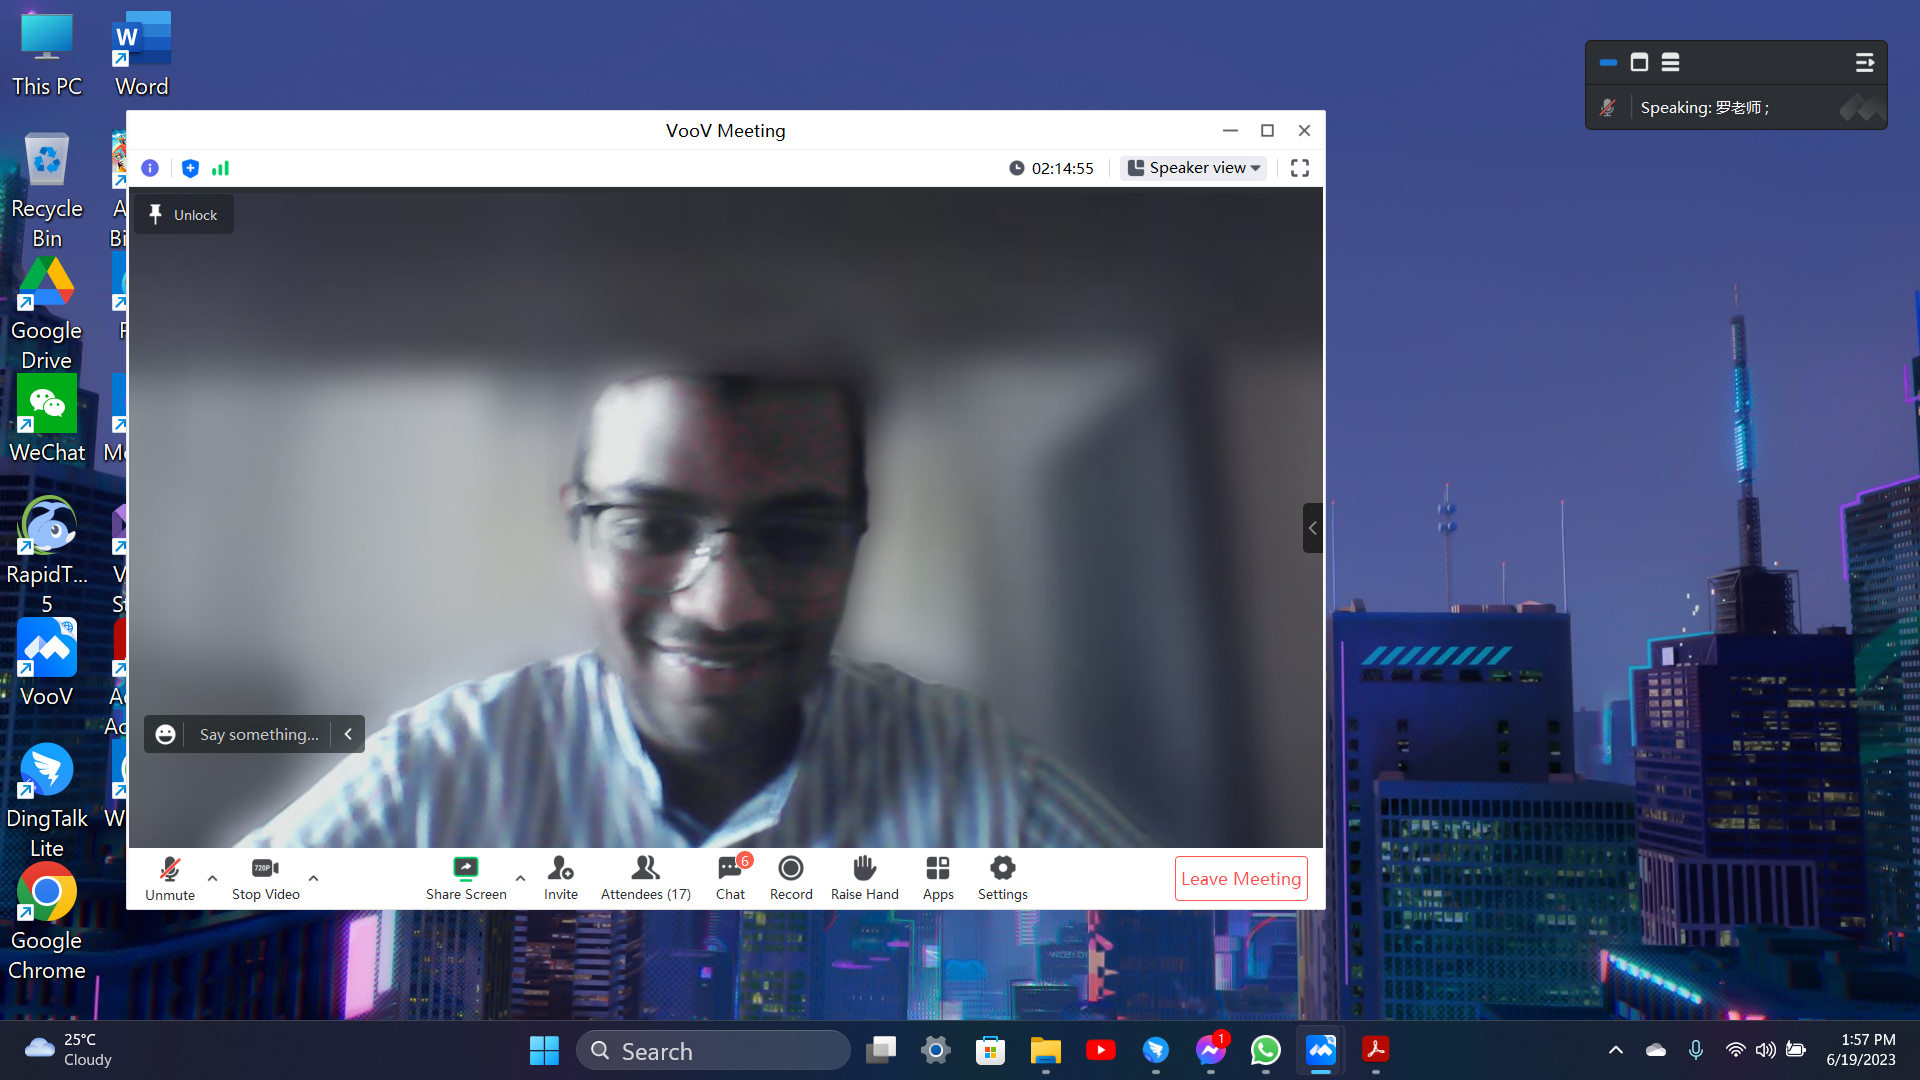 This PC
Word
Recycle
Bin
Google
Drive
WeChat
RapidT...
5
VooV
DingTalk
Lite
Google
Chrome
VooV Meeting
02:14:55
Speaker view
Unlock
Say something...
Unmute
Stop Video
720P
Share Screen
Invite
Attendees (17)
6
Chat
Record
Raise Hand
Apps
Settings
Leave Meeting
Speaking: 罗老师 ;
25°C
Cloudy
Search
1
1:57 PM
6/19/2023